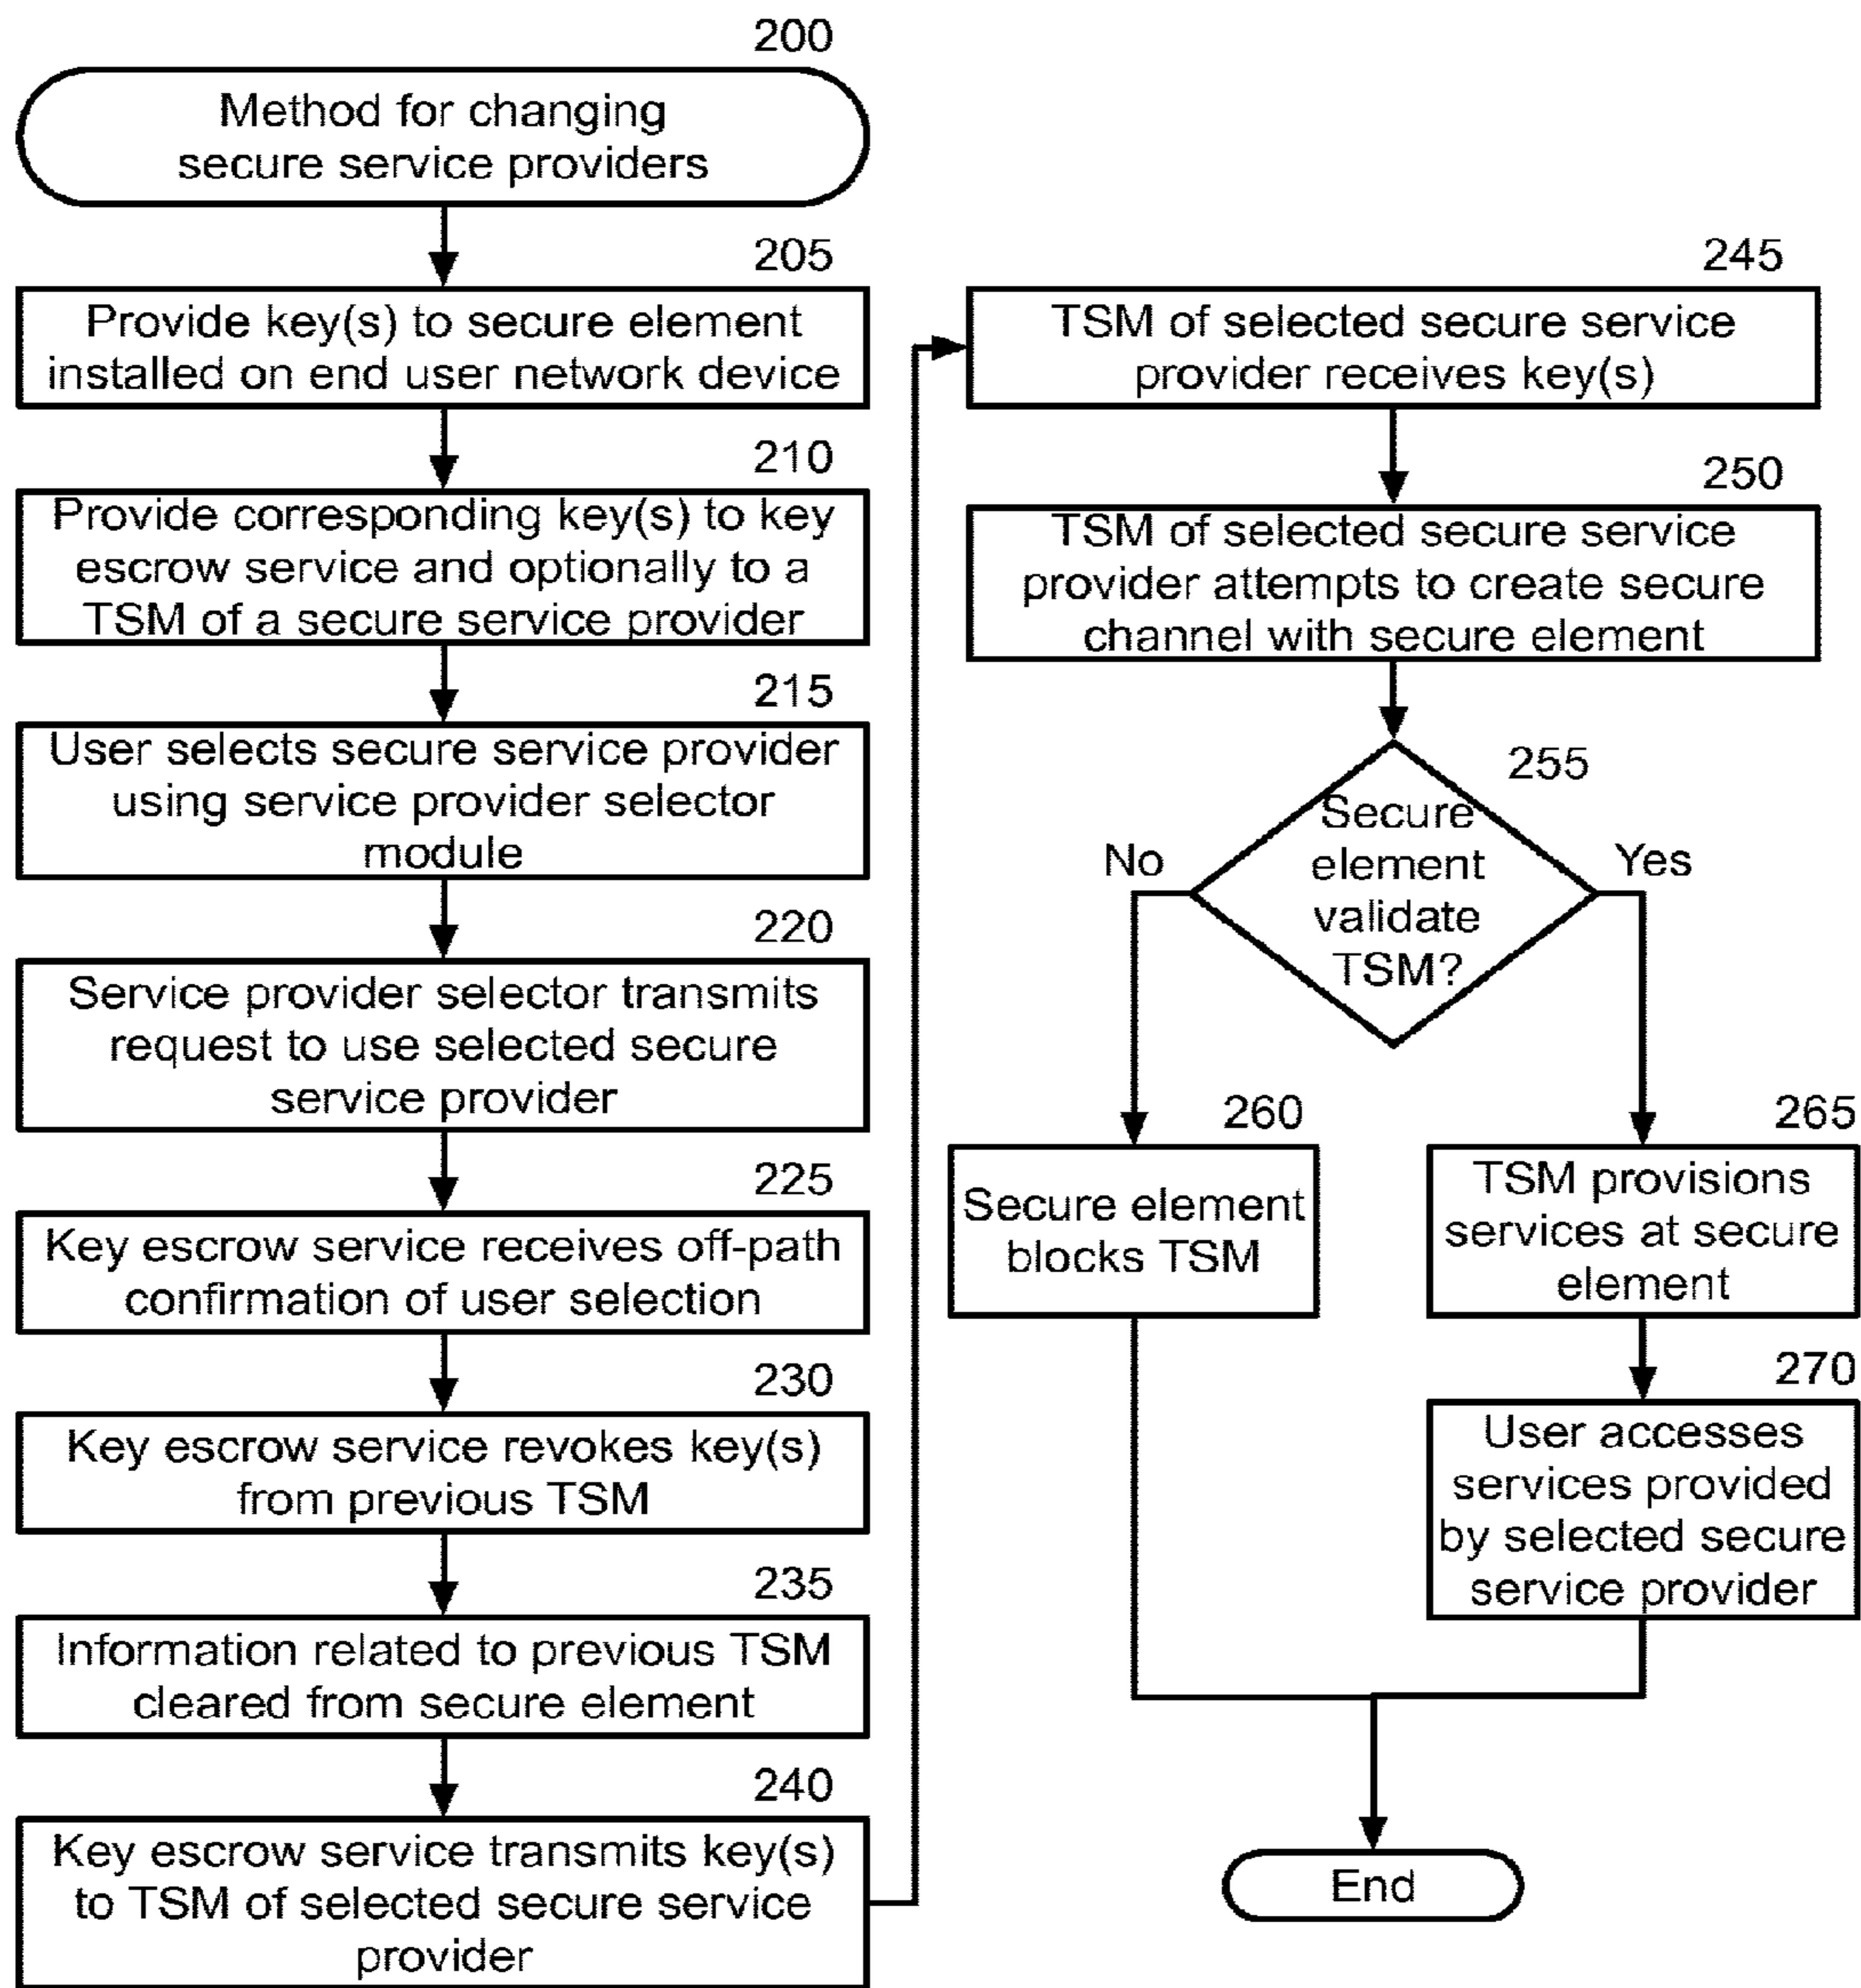 200
Method for changing
secure service providers
205
Provide key(s) to secure element
installed on end user network device
210
Provide corresponding key(s) to key
escrow service and optionally to a
TSM of a secure service provider
215
User selects secure service provider
using service provider selector
module
220
Service provider selector transmits
request to use selected secure
service provider
225
Key escrow service receives off-path
confirmation of user selection
230
Key escrow service revokes key(s)
from previous TSM
235
Information related to previous TSM
cleared from secure element
240
Key escrow service transmits key(s)
to TSM of selected secure service
provider
245
TSM of selected secure service
provider receives key(s)
250
TSM of selected secure service
provider attempts to create secure
channel with secure element
255
Secure
element
validate
TSM?
No
Yes
260
Secure element
blocks TSM
265
TSM provisions
services at secure
element
270
User accesses
services provided
by selected secure
service provider
End